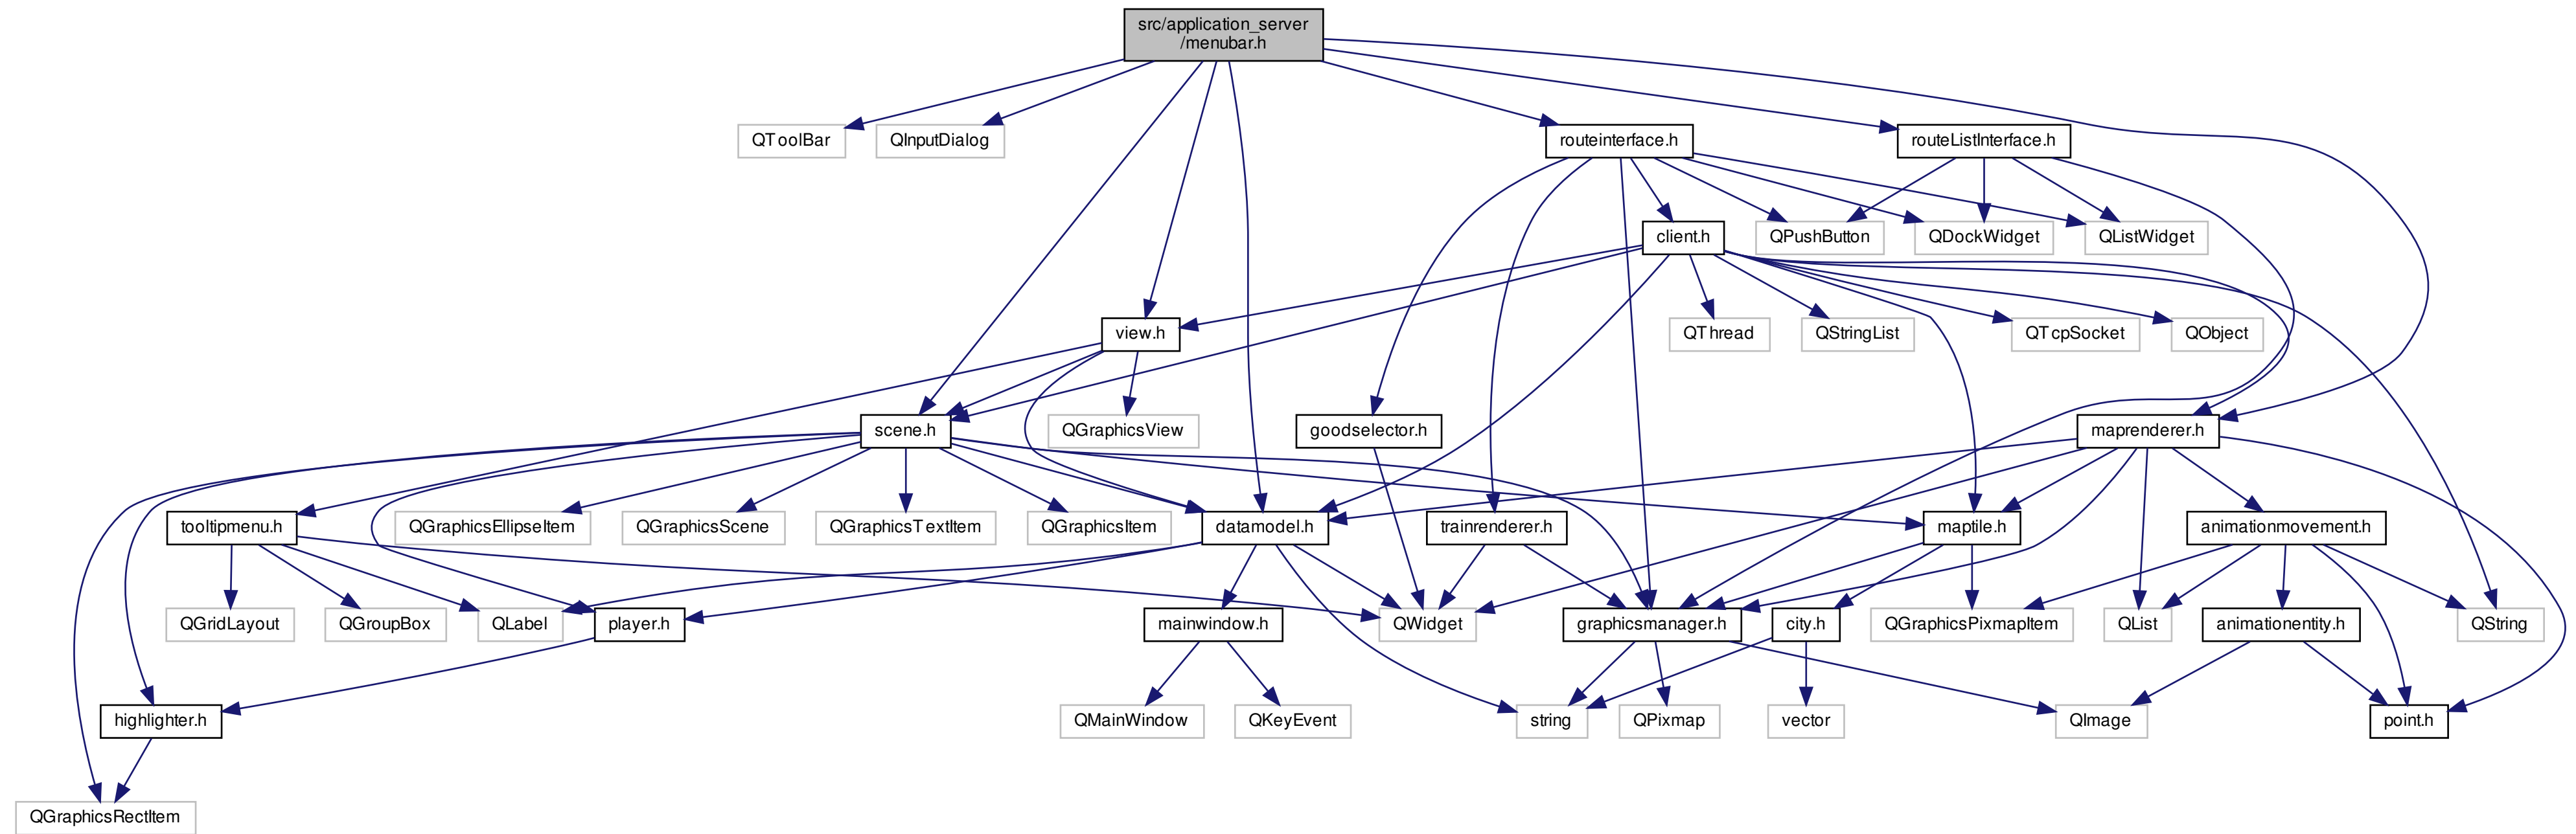 src/application_server
/menubar.h
QToolBar
QInputDialog
routeinterface.h
routeListInterface.h
client.h
QPushButton
QDockWidget
QListWidget
view.h
QThread
QStringList
QTcpSocket
QObject
scene.h
QGraphicsView
goodselector.h
maprenderer.h
tooltipmenu.h
QGraphicsEllipseItem
QGraphicsScene
QGraphicsTextItem
QGraphicsItem
datamodel.h
trainrenderer.h
maptile.h
animationmovement.h
QGridLayout
QGroupBox
QLabel
player.h
mainwindow.h
QWidget
graphicsmanager.h
city.h
QGraphicsPixmapItem
QList
animationentity.h
QString
highlighter.h
QMainWindow
QKeyEvent
string
QPixmap
vector
QImage
point.h
QGraphicsRectItem